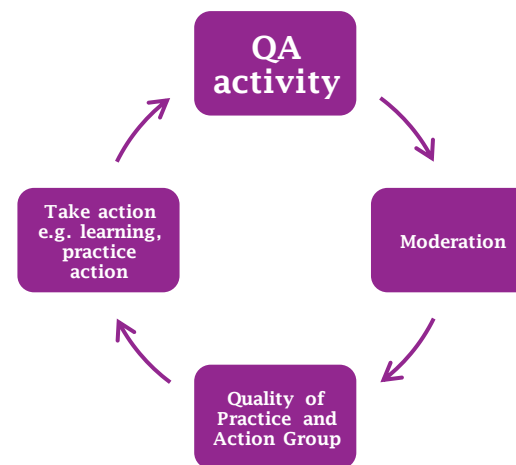 QA
activity
Moderation
Quality of
Practice and
Action Group
Take action
e.g. learning,
practice
action